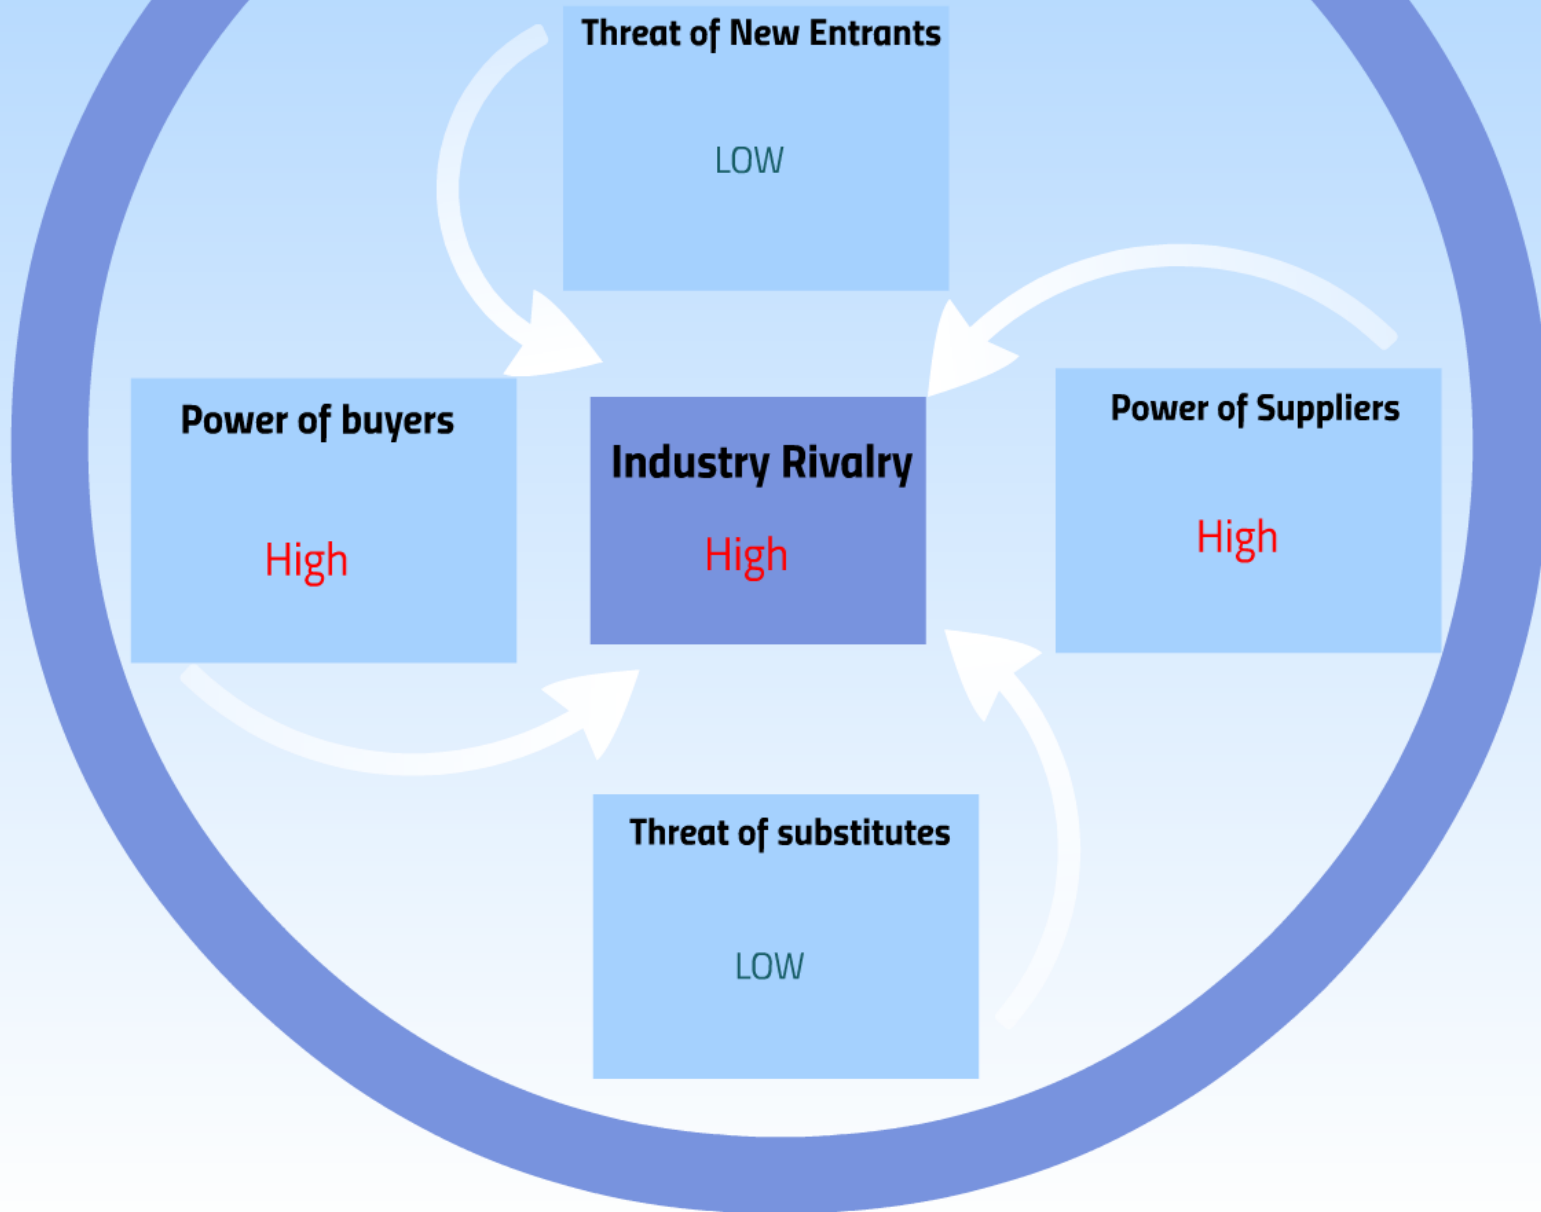 Threat of New Entrants
LOW
Power of buyers
High
Industry Rivalry
High
Power of Suppliers
High
Threat of substitutes
LOW